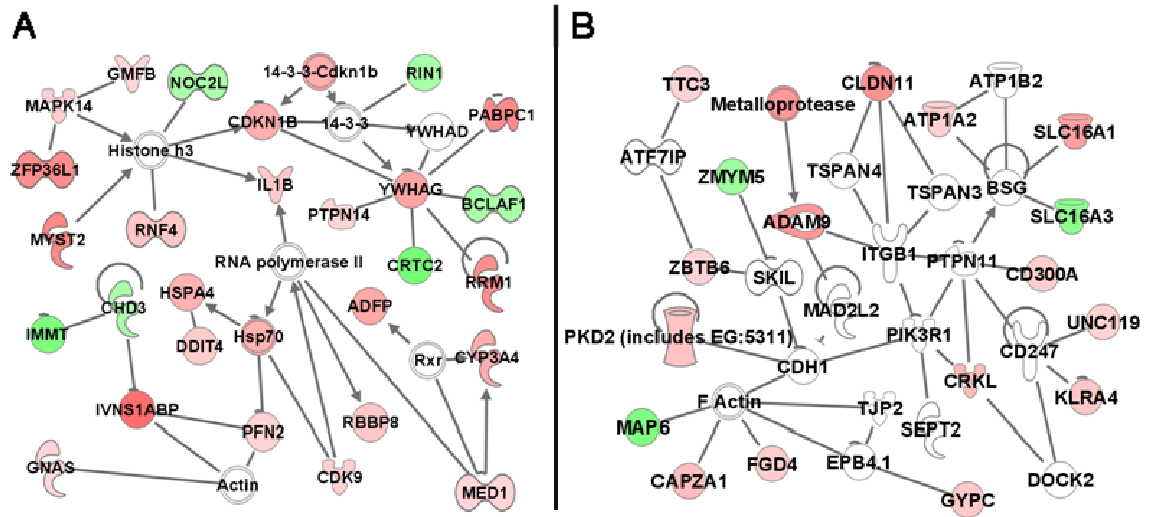 A
GMFB
NOC2L
14-3-3-Cdkn1b
RIN1
MAPK14
CDKN1B
14-3-3
YWHAD
PABPC1
Histone h3
ZFP36L1
IL1B
YWHAG
BCLAF1
PTPN14
MYST2
RNF4
RNA polymerase II
CRTC2
RRM1
CHD3
HSPA4
ADFP
IMMT
DDIT4
Hsp70
Rxr
CYP3A4
IVNS1ABP
PFN2
RBBP8
GNAS
Actin
CDK9
MED1
B
TTC3
Metalloprotease
CLDN11
ATP1B2
ATP1A2
SLC16A1
ATF7IP
ZMYM5
TSPAN4
TSPAN3
BSG
SLC16A3
ADAM9
ITGB1
PTPN11
ZBTB6
SKIL
CD300A
MAD2L2
PKD2 (includes EG:5311)
PIK3R1
UNC119
CDH1
CD247
CRKL
KLRA4
F Actin
TJP2
MAP6
SEPT2
CAPZA1
FGD4
EPB4.1
DOCK2
GYPC